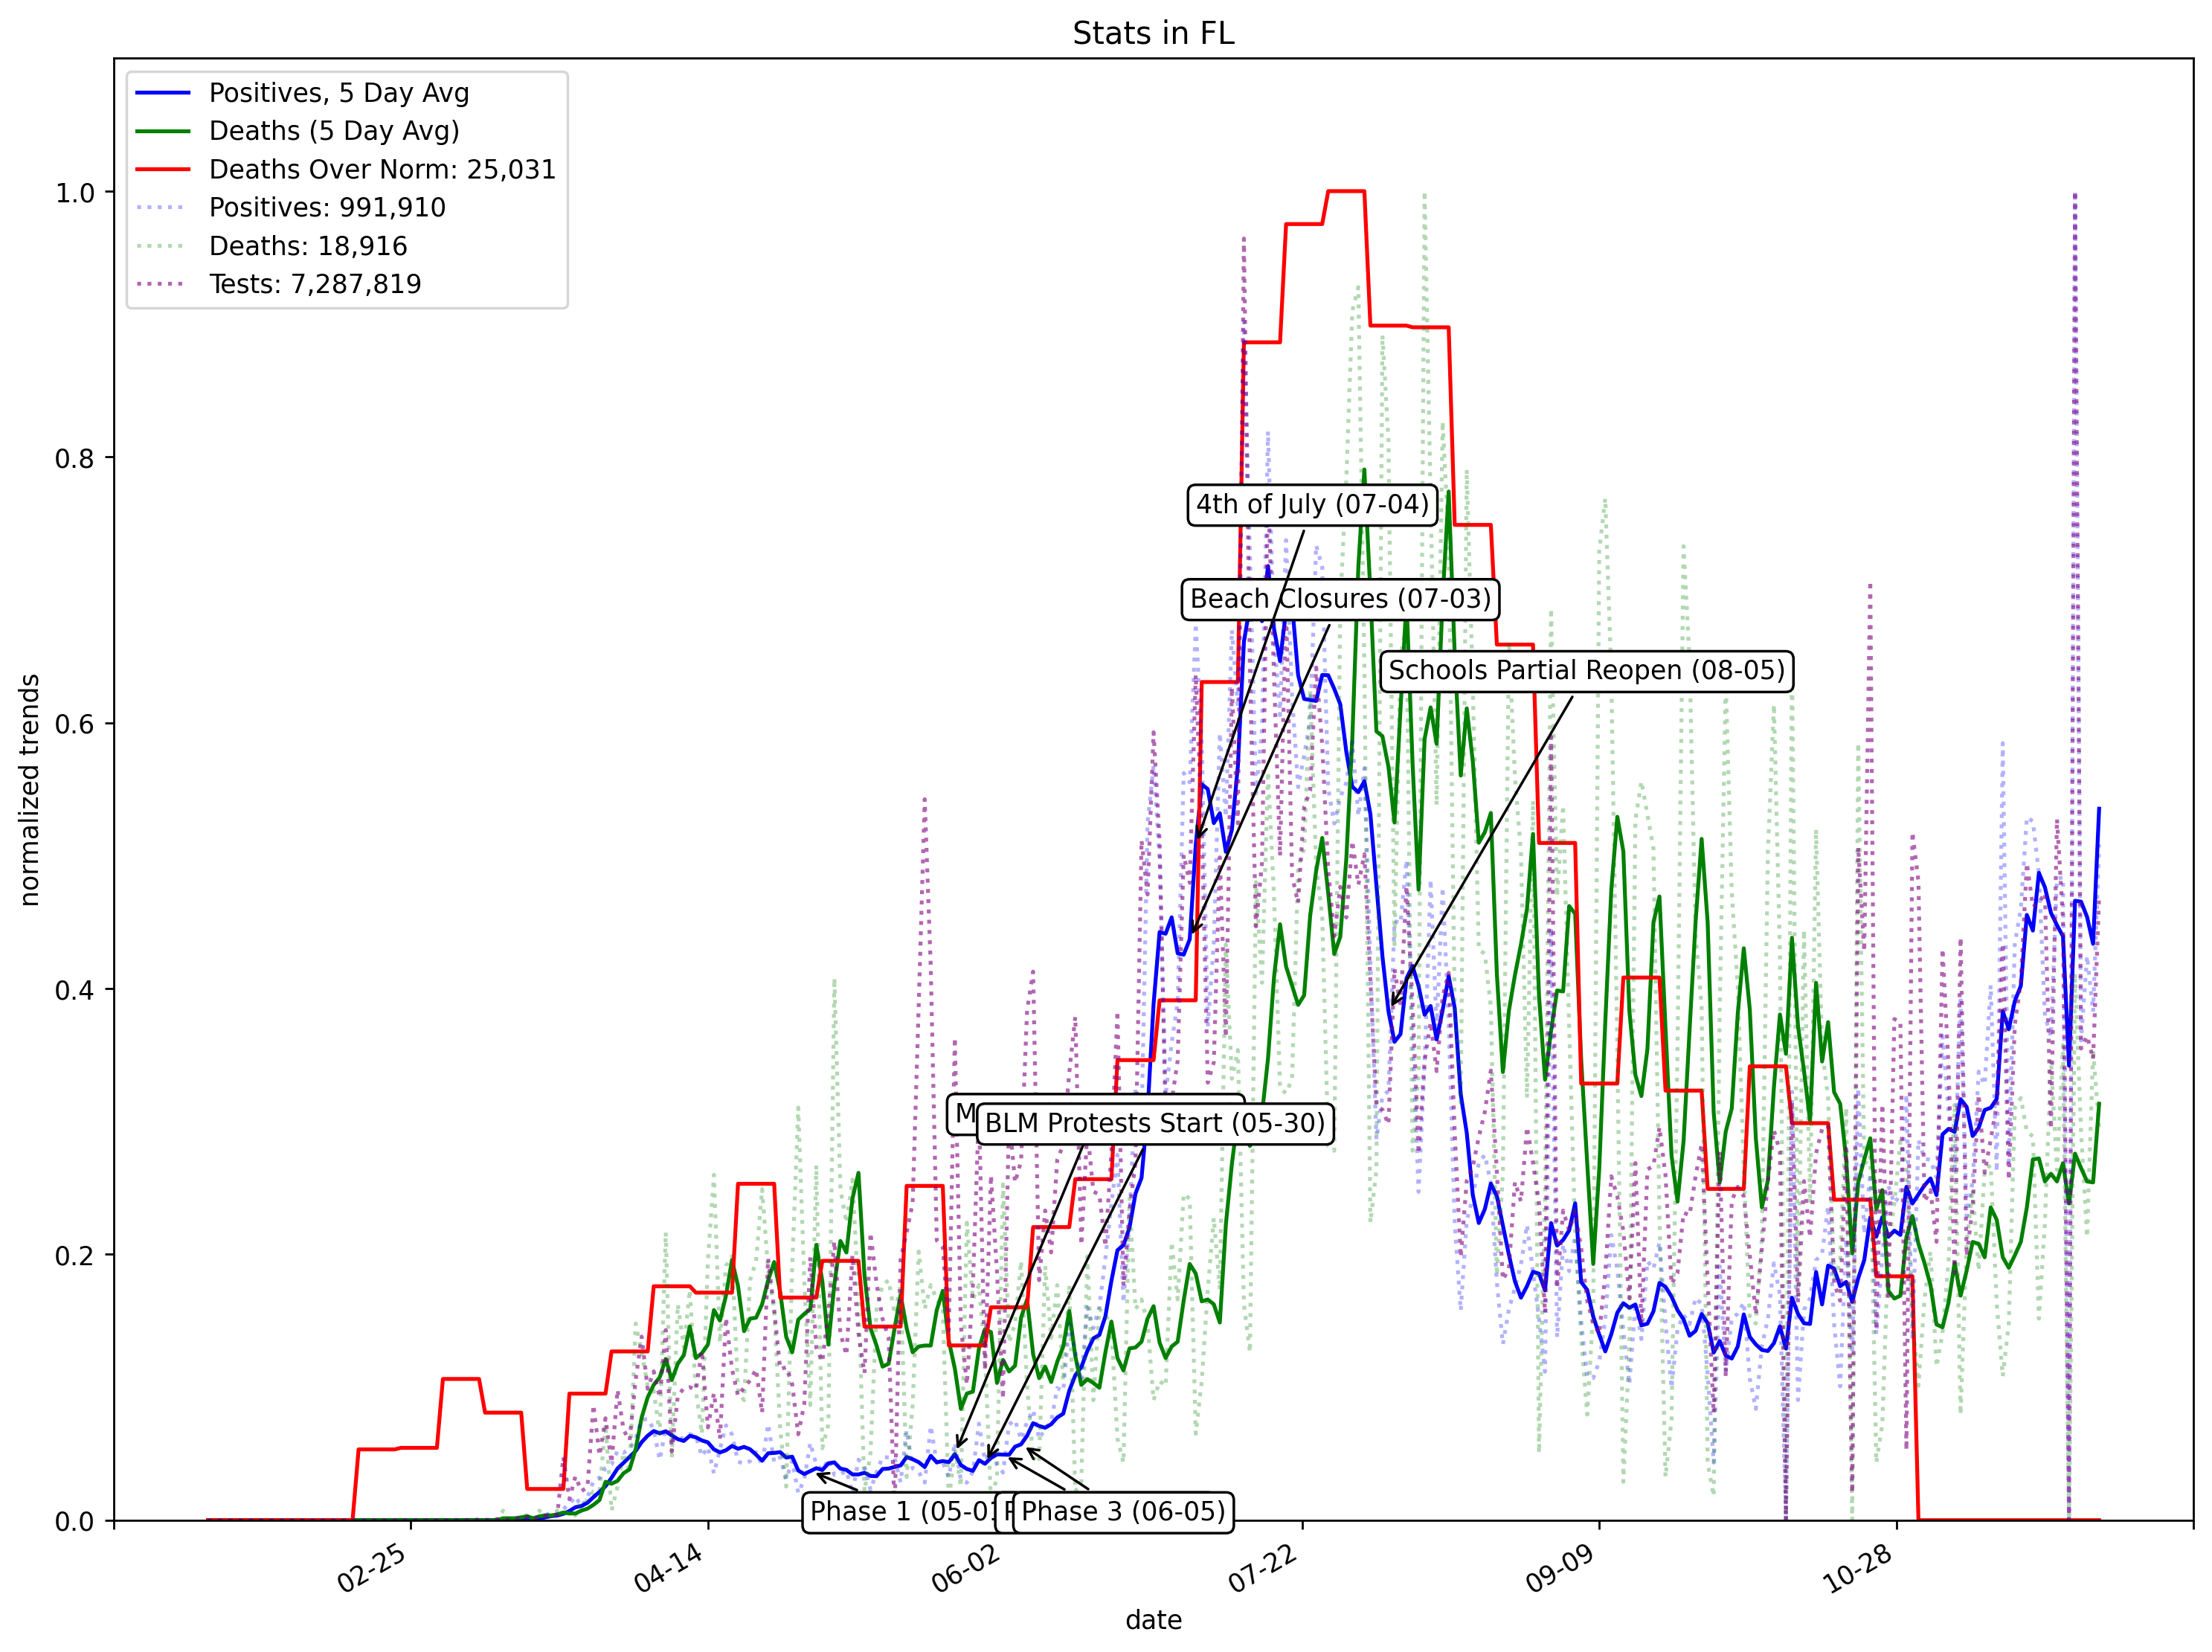 Stats in FL
Positives, 5 Day Avg
Deaths (5 Day Avg)
Deaths Over Norm: 25,031
Positives: 991,910
Deaths: 18,916
Tests: 7,287,819
1.0
0.8
0.6
0.4
0.2
0.0
normalized trends
4th of July (07-04)
Beach Closures (07-03)
Schools Partial Reopen (08-05)
BLM Protests Start (05-30)
Phase 1 (05-0
Phase 3 (06-05)
02-25
04-14
06-02
07-22
09-09
10-28
date